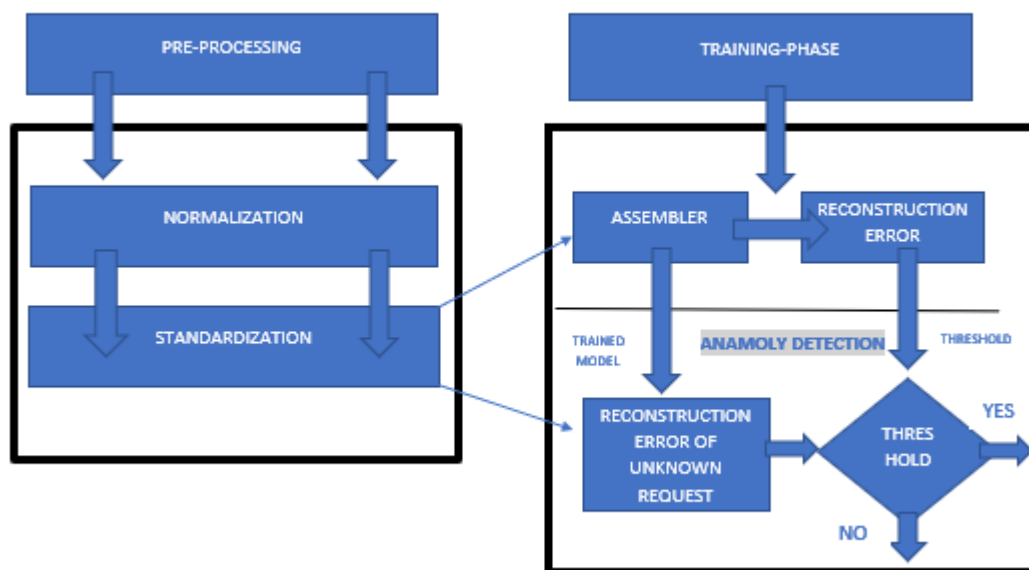 PRE-PROCESSING
NORMALIZATION
STANDARDIZATION
TRAINING-PHASE
ASSEMBLER
RECONSTRUCTION
ERROR
TRAINED
MODEL
ANAMOLY DETECTION
THRESHOLD
RECONSTRUCTION
ERROR OF
UNKNOWN
REQUEST
THRES
HOLD
YES
NO